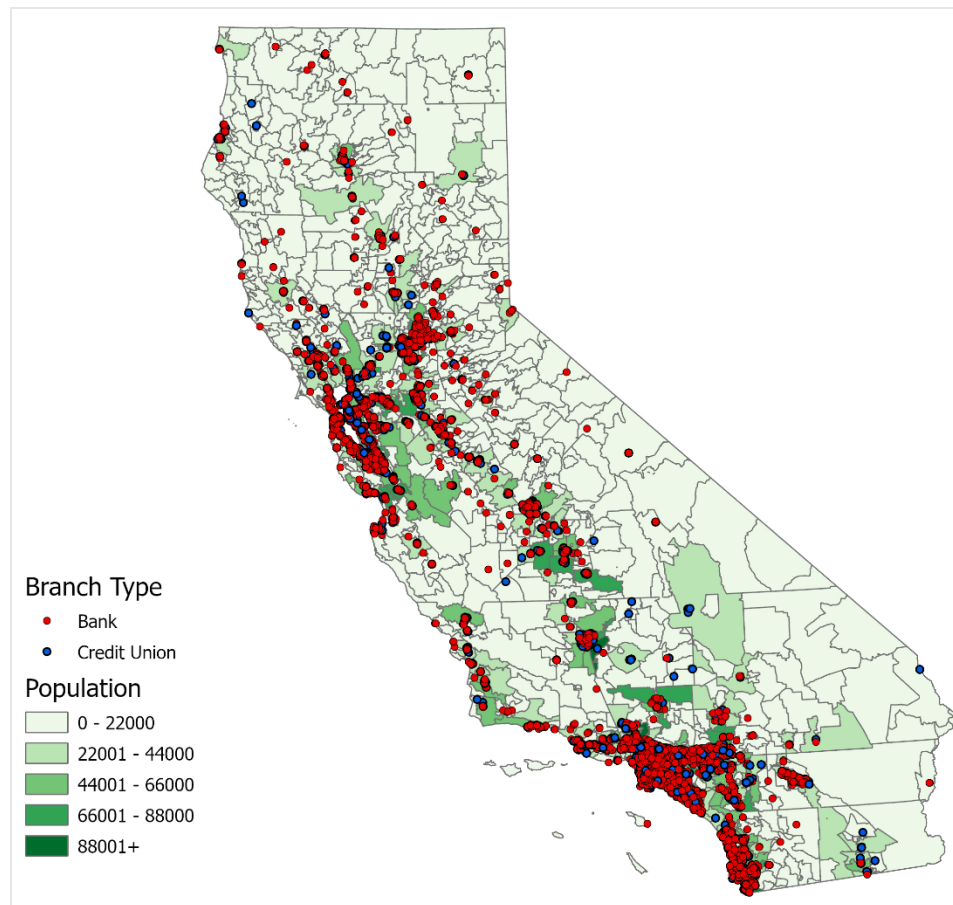 Branch Type
Bank
Credit Union
Population
0 - 22000
22001 - 44000
44001 - 66000
66001 - 88000
88001+